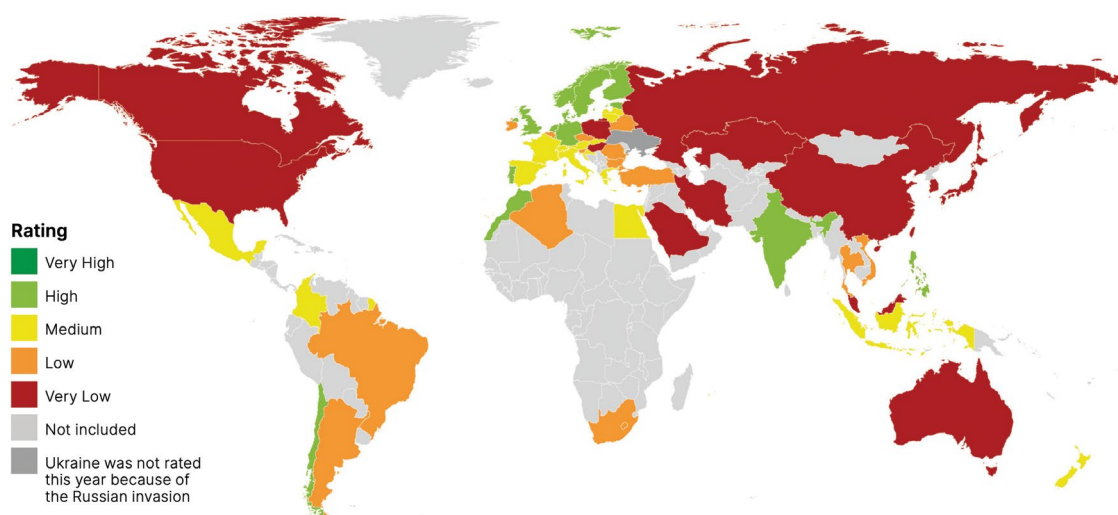 Rating
Very High
High
Medium
Low
Very Low
Not included
Ukraine was not rated
this year because of
the Russian invasion